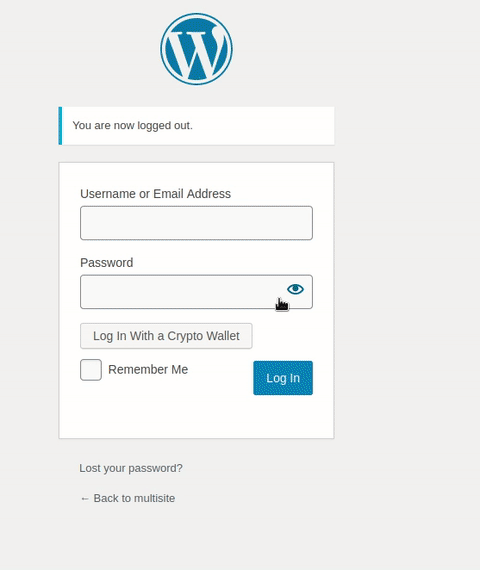 You are now logged out.
Username or Email Address
Password
Log In With a Crypto Wallet
Remember Me
Log In
Lost your password?
← Back to multisite